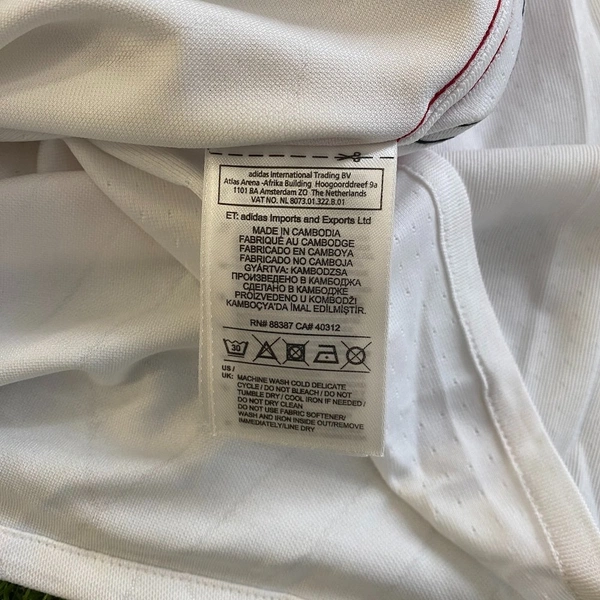 adidas International Trading BV
Atlas Arena -Afrika Building Hoogoorddreef 9a
1101 BA Amsterdam ZO The Netherlands
VAT NO. NL 8073.01.322.B.01
ET: adidas Imports and Exports Ltd
MADE IN CAMBODIA
FABRIQUÉ AU CAMBODGE
FABRICADO EN CAMBOYA
FABRICADO NO CAMBOJA
GYÁRTVA: KAMBODZSA
ПРОИЗВЕДЕНО В КАМБОДЖА
СДЕЛАНО В КАМБОДЖЕ
PROIZVEDENO U KOMBODŽI
KAMBOÇYA'DA İMAL EDİLMİŞTİR.
RN# 88387 CA# 40312
30
US /
UK: MACHINE WASH COLD DELICATE
CYCLE / DO NOT BLEACH / DO NOT
TUMBLE DRY / COOL IRON IF NEEDED /
DO NOT DRY CLEAN
DO NOT USE FABRIC SOFTENER/
WASH AND IRON INSIDE OUT/REMOVE
IMMEDIATELY/LINE DRY